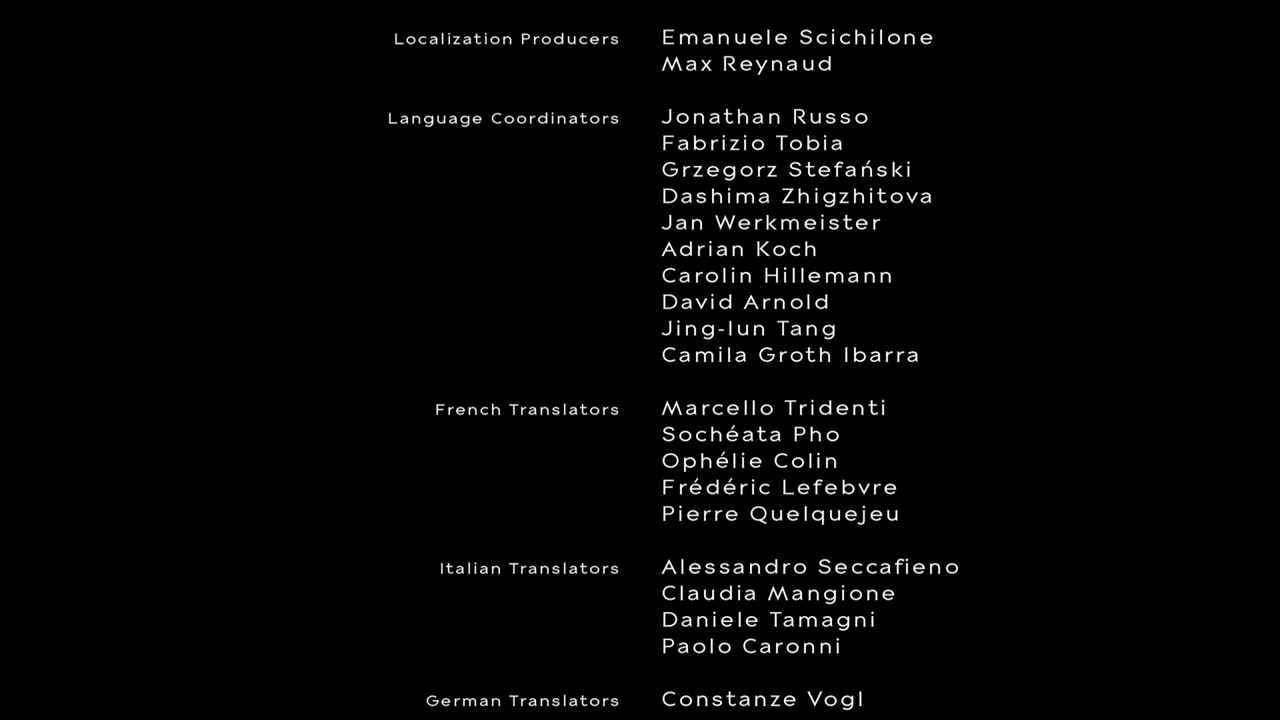 Localization Producers Emanuele Scichilone
Max Reynaud
Language Coordinators Jonathan Russo
Fabrizio Tobia
Grzegorz Stefański
Dashima Zhigzhitova
Jan Werkmeister
Adrian Koch
Carolin Hillemann
David Arnold
Jing-Iun Tang
Camila Groth Ibarra
French Translators Marcello Tridenti
Sochéata Pho
Ophélie Colin
Frédéric Lefebvre
Pierre Quelquejeu
Italian Translators Alessandro Seccafieno
Claudia Mangione
Daniele Tamagni
Paolo Caronni
German Translators Constanze Vogl